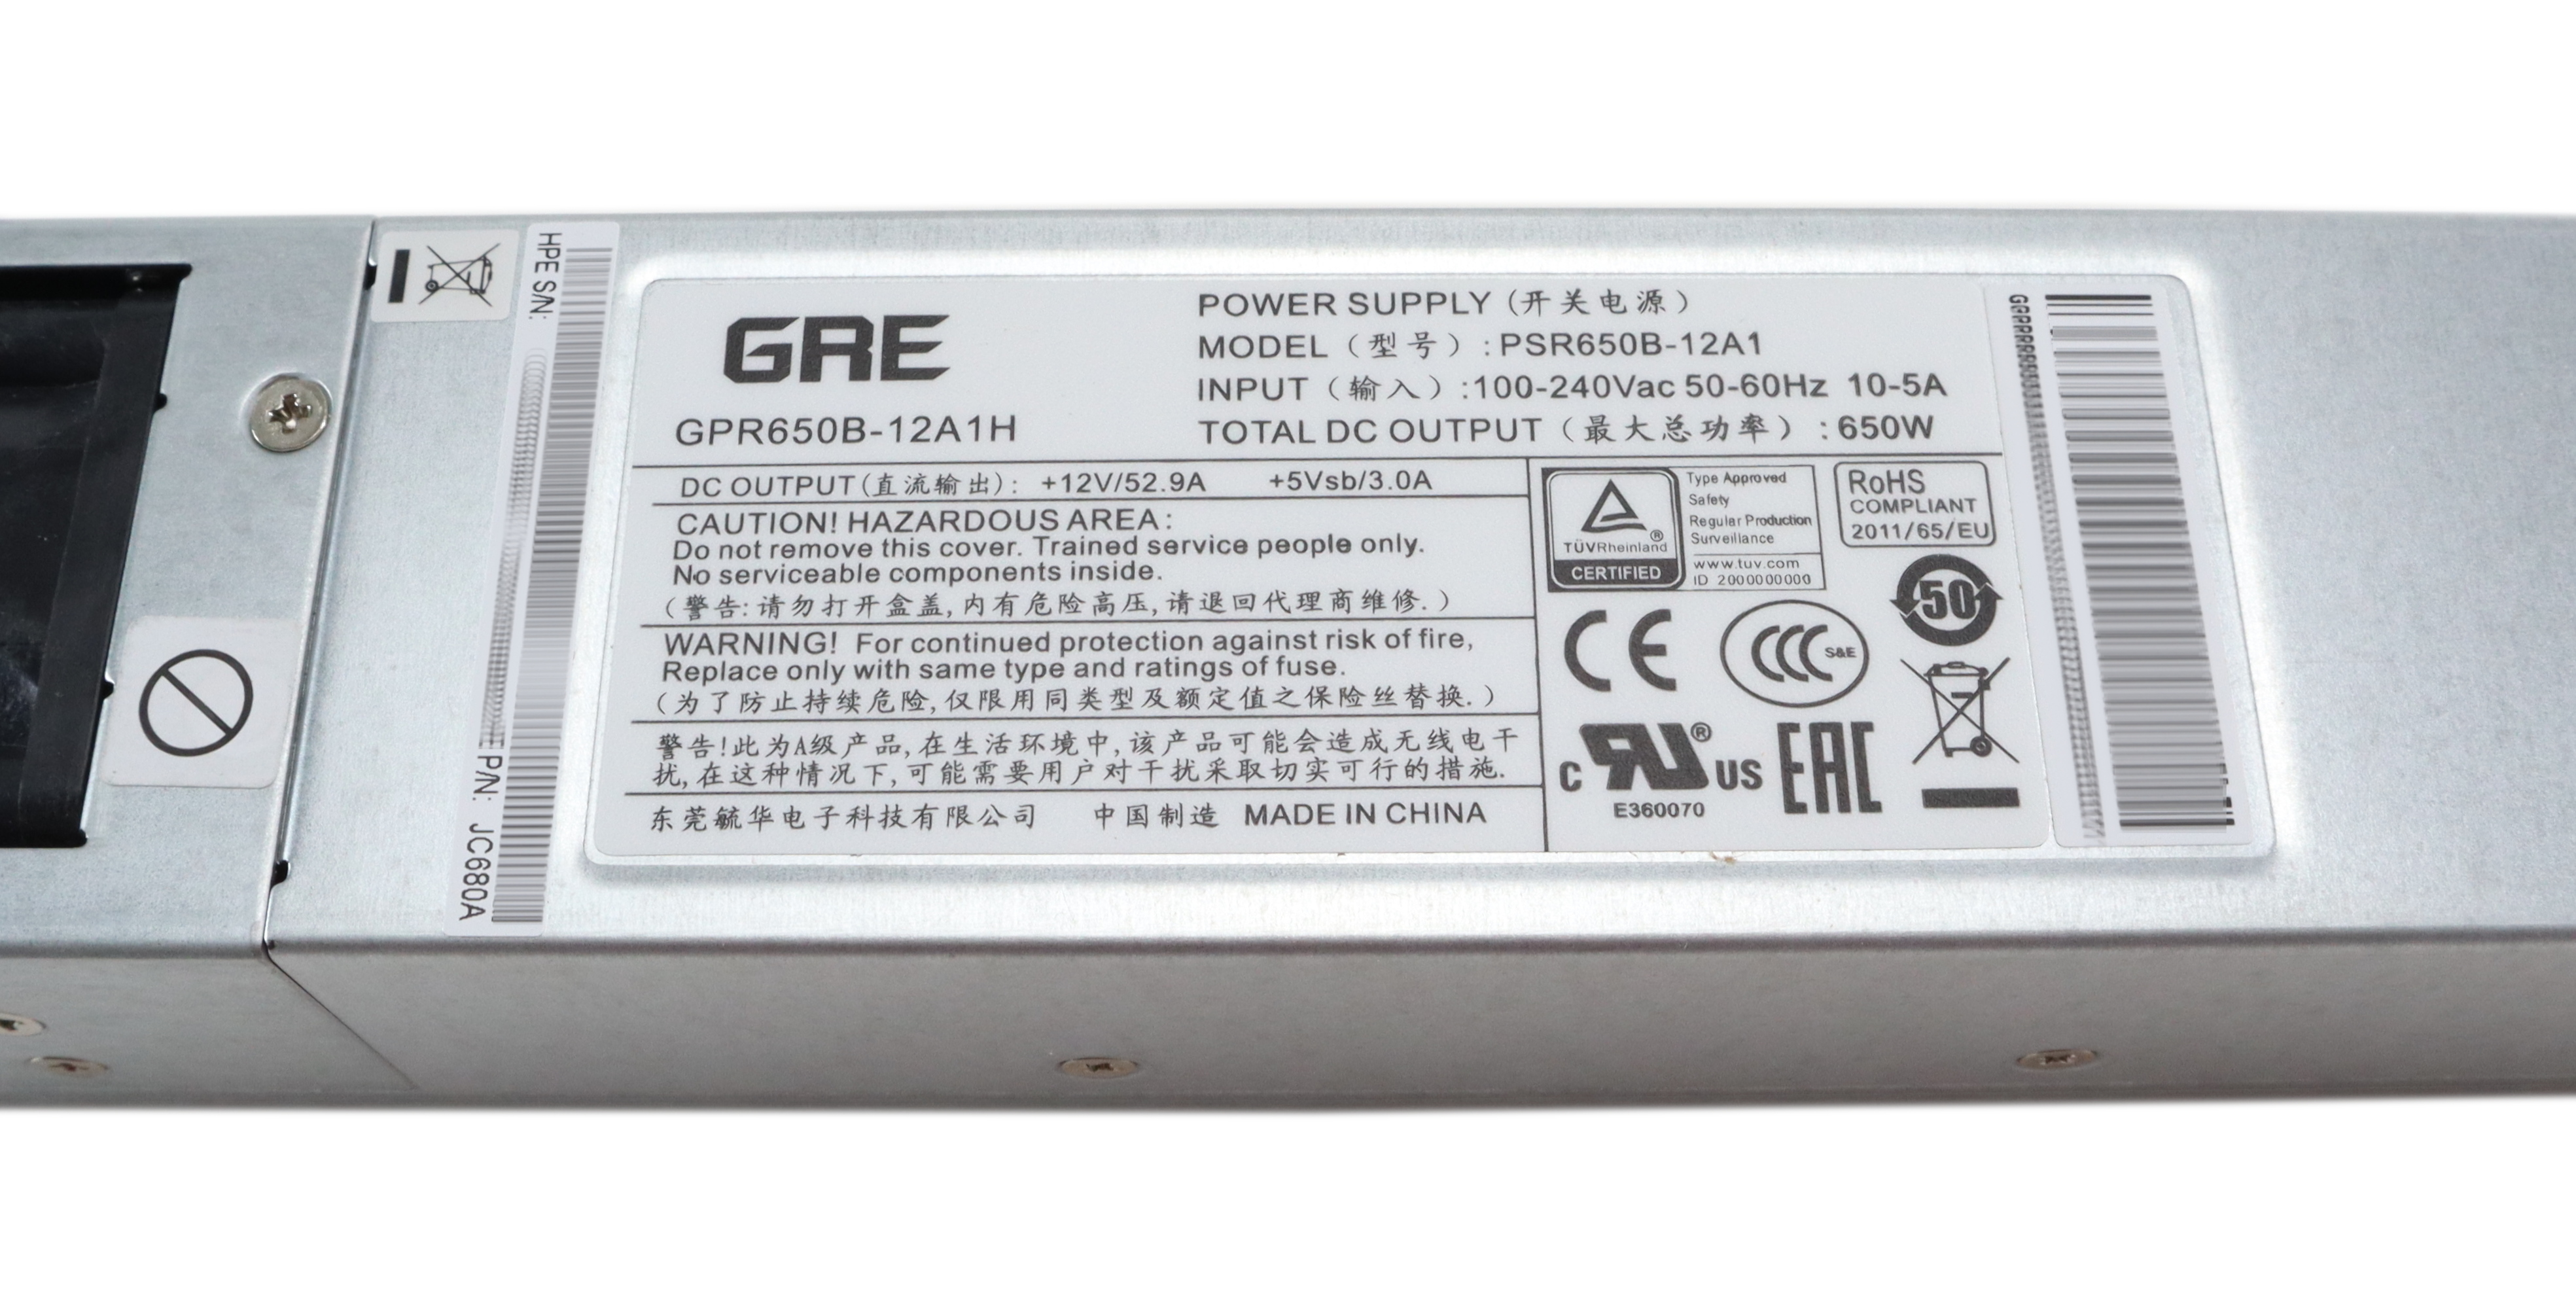 HPE S/N:
P/N: JC680A
GRE
GPR650B-12A1H
POWER SUPPLY (开关电源)
MODEL (型号) : PSR650B-12A1
INPUT (输入) :100-240Vac 50-60Hz 10-5A
TOTAL DC OUTPUT (最大总功率) : 650W
DC OUTPUT (直流输出) : +12V/52.9A +5Vsb/3.0A
CAUTION! HAZARDOUS AREA :
Do not remove this cover. Trained service people only.
No serviceable components inside.
(警告: 请勿打开盒盖, 内有危险高压, 请退回代理商维修. )
WARNING! For continued protection against risk of fire,
Replace only with same type and ratings of fuse.
(为了防止持续危险, 仅限用同类型及额定值之保险丝替换. )
警告!此为A级产品, 在生活环境中, 该产品可能会造成无线电干
扰, 在这种情况下, 可能需要用户对干扰采取切实可行的措施.
东莞毓华电子科技有限公司 中国制造 MADE IN CHINA
TÜVRheinland ®
CERTIFIED
Type Approved
Safety
Regular Production
Surveillance
www.tuv.com
ID 2000000000
RoHS
COMPLIANT
2011/65/EU
50
CE
CCC S&E
c RU ® US
E360070
EAC